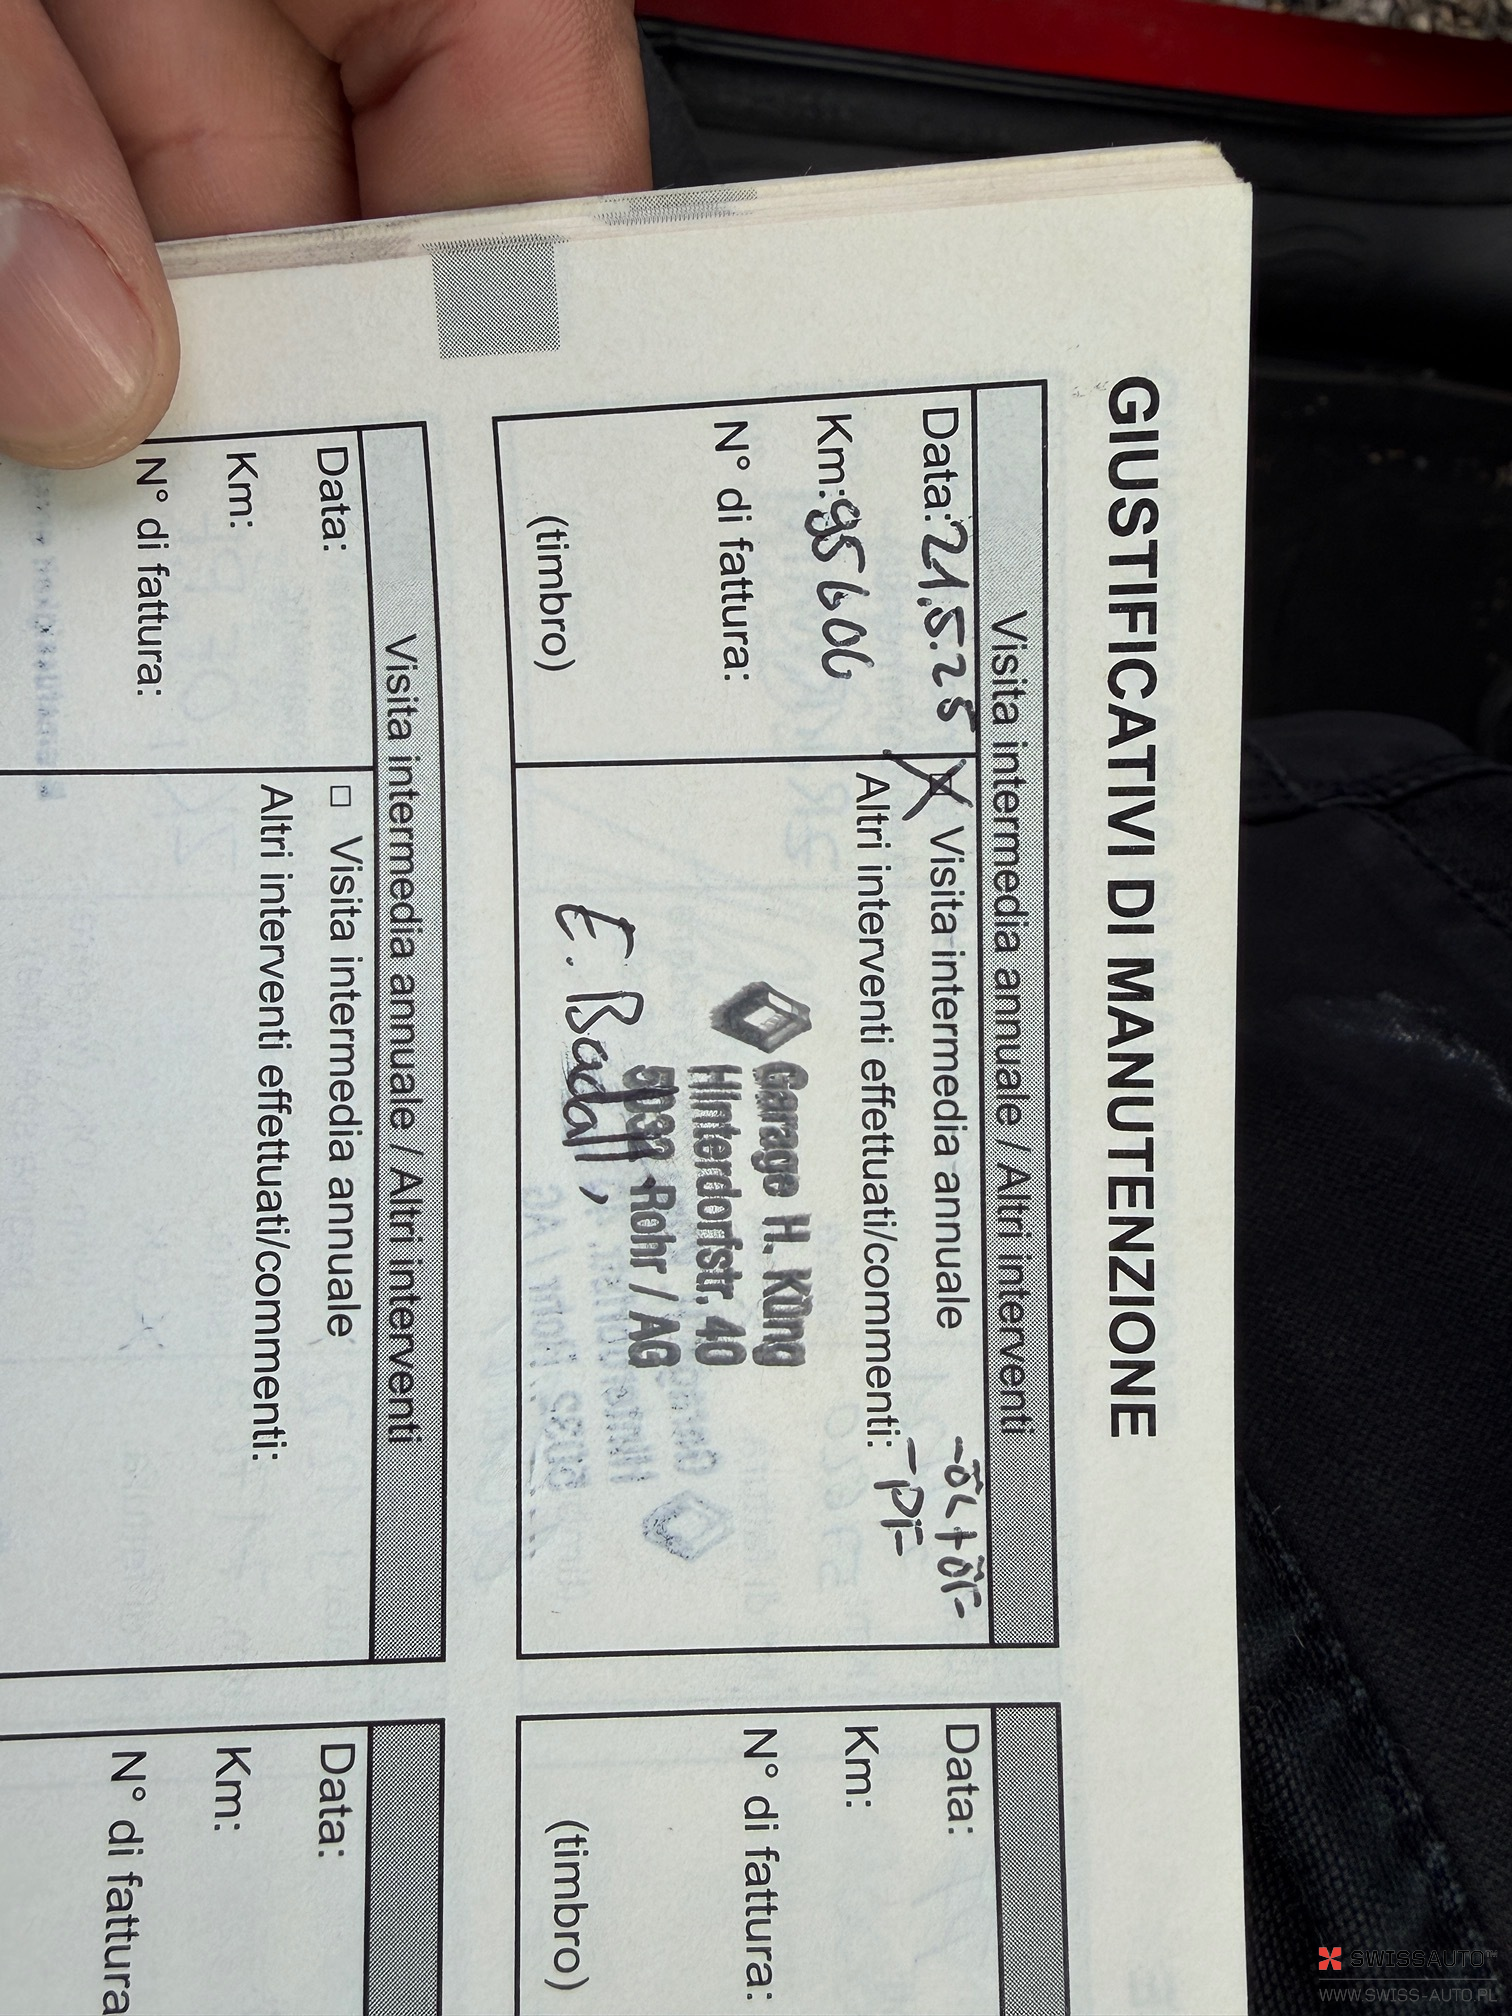 GIUSTIFICATIVI DI MANUTENZIONE
Visita intermedia annuale / Altri interventi
Data: 21.5.25
Km: 95606
N° di fattura:
(timbro)
Visita intermedia annuale
- ÖL + ÖF-
Altri interventi effettuati/commenti:
- PF-
Garage H. Küng
Hinterdorfstr. 40
5032 Rohr / AG
Visita intermedia annuale / Altri interventi
Data:
Km:
N° di fattura:
Visita intermedia annuale
Altri interventi effettuati/commenti:
Data:
Km:
N° di fattura:
(timbro)
Data:
Km:
N° di fattura
SWISSAUTO
WWW.SWISS-AUTO.PL